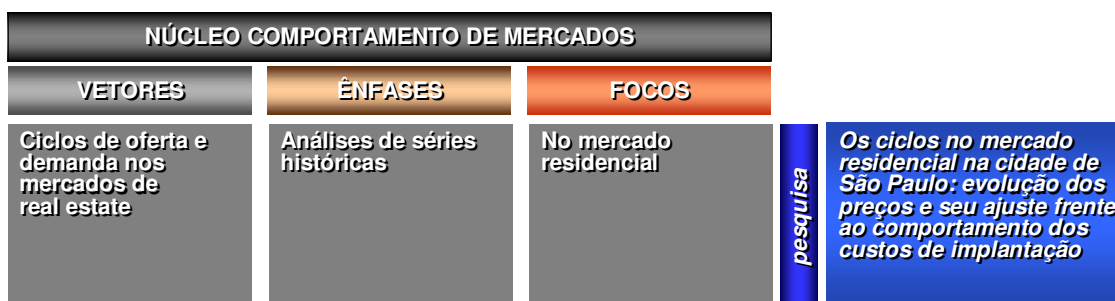 NÚCLEO COMPORTAMENTO DE MERCADOS
VETORES
ÊNFASES
FOCOS
Ciclos de oferta e
demanda nos
mercados de
real estate
Análises de séries
históricas
No mercado
residencial
pesquisa
Os ciclos no mercado
residencial na cidade de
São Paulo: evolução dos
preços e seu ajuste frente
ao comportamento dos
custos de implantação